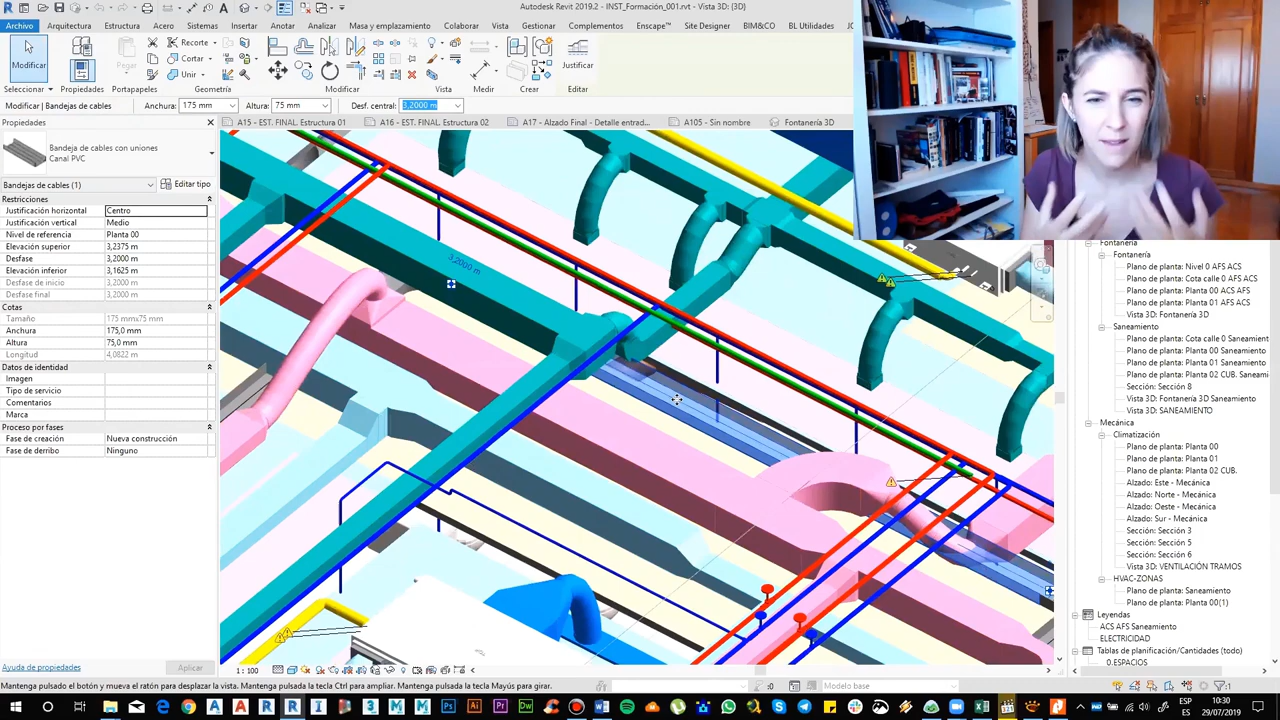 Autodesk Revit 2019.2 - INST_Formación_001.rvt - Vista 3D: {3D}
Archivo Arquitectura Acero Sistemas Insertar Anotar Analizar Masa y emplazamiento Colaborar Vista Gestionar Complementos Enscape™ Site Designer BIM&CO BL Utilities
Recorte
Cortar
Unir
Modificar Propiedades Pegar Justificar
Seleccionar Propiedades Portapapeles Geometría Modificar Vista Medir Crear Editar
Modificar | Bandejas de cables Anchura: 175 mm Altura: 75 mm Desf. central: 3,2000 m
Propiedades
A15 - EST. FINAL. Estructura 01 A16 - EST. FINAL. Estructura 02 A17 - Alzado Final - Detalle entrad... A105 - Sin nombre Fontanería 3D
Bandeja de cables con uniones
Canal PVC
Bandejas de cables (1) Editar tipo
Restricciones
Justificación horizontal Centro
Justificación vertical Medio
Nivel de referencia Planta 00
Elevación superior 3,2375 m
Desfase 3,2000 m
Elevación inferior 3,1625 m
Desfase de inicio 3,2000 m
Desfase final 3,2000 m
Cotas
Tamaño 175 mmx75 mm
Anchura 175,0 mm
Altura 75,0 mm
Longitud 4,0822 m
Datos de identidad
Imagen
Tipo de servicio
Comentarios
Marca
Proceso por fases
Fase de creación Nueva construcción
Fase de derribo Ninguno
Ayuda de propiedades Aplicar
3,2000 m
Fontanería
Fontanería
Plano de planta: Nivel 0 AFS ACS
Plano de planta: Cota calle 0 AFS ACS
Plano de planta: Planta 00 ACS AFS
Plano de planta: Planta 01 AFS ACS
Vista 3D: Fontanería 3D
Saneamiento
Plano de planta: Cota calle 0 Saneamient
Plano de planta: Planta 00 Saneamiento
Plano de planta: Planta 01 Saneamiento
Plano de planta: Planta 02 CUB. Saneami
Sección: Sección 8
Vista 3D: Fontanería 3D Saneamiento
Vista 3D: SANEAMIENTO
Mecánica
Climatización
Plano de planta: Planta 00
Plano de planta: Planta 01
Plano de planta: Planta 02 CUB.
Alzado: Este - Mecánica
Alzado: Norte - Mecánica
Alzado: Oeste - Mecánica
Alzado: Sur - Mecánica
Sección: Sección 3
Sección: Sección 5
Sección: Sección 6
Vista 3D: VENTILACIÓN TRAMOS
HVAC-ZONAS
Plano de planta: Saneamiento
Plano de planta: Planta 00(1)
Leyendas
ACS AFS Saneamiento
ELECTRICIDAD
Tablas de planificación/Cantidades (todo)
0.ESPACIOS
1 : 100
Mantenga pulsado el botón y mueva el ratón para desplazar la vista. Mantenga pulsada la tecla Ctrl para ampliar. Mantenga pulsada la tecla Mayús para girar. :0 Modelo base :1
ESP
ES
10:30
29/07/2019